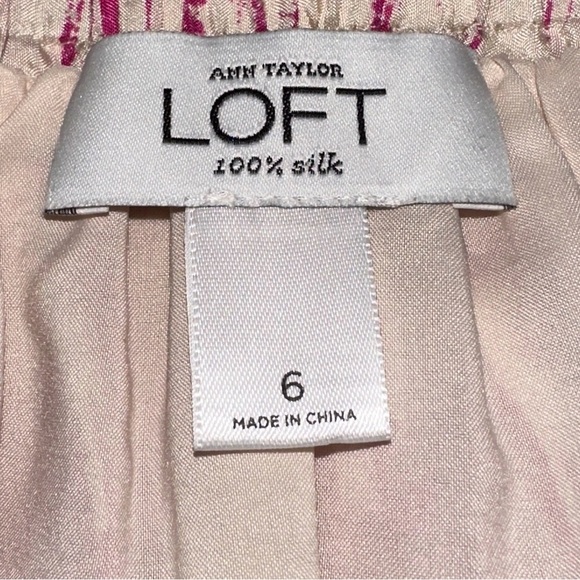 ANN TAYLOR
LOFT
100% silk
6
MADE IN CHINA